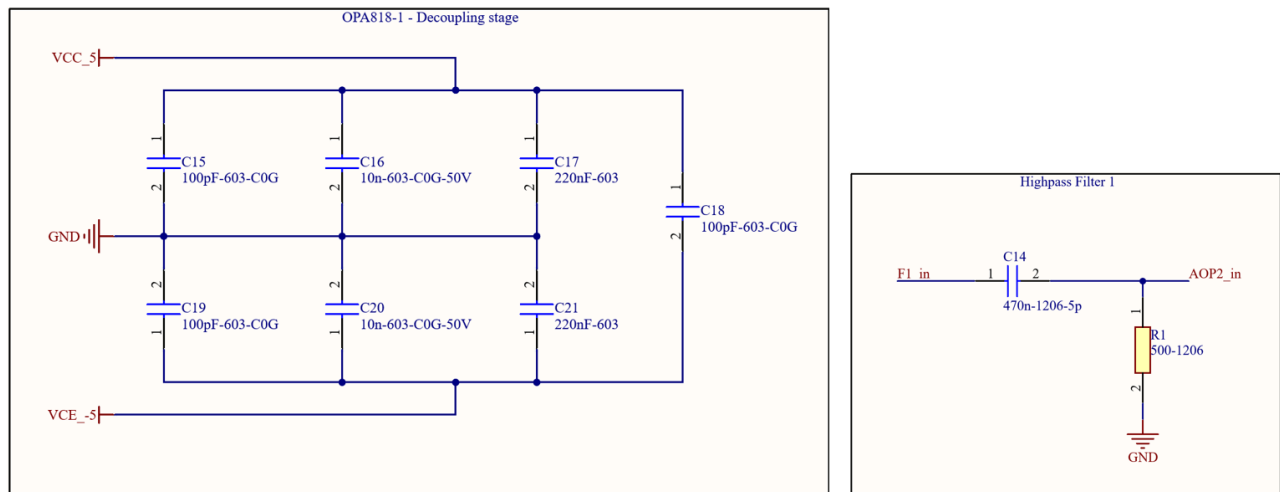 OPA818-1 - Decoupling stage
VCC_5
1
C15
2
100pF-603-C0G
1
C16
2
10n-603-C0G-50V
1
C17
2
220nF-603
1
C18
2
100pF-603-C0G
GND
2
C19
1
100pF-603-C0G
2
C20
1
10n-603-C0G-50V
2
C21
1
220nF-603
VCE_-5
Highpass Filter 1
F1_in
1
C14
2
470n-1206-5p
AOP2_in
1
R1
500-1206
2
GND